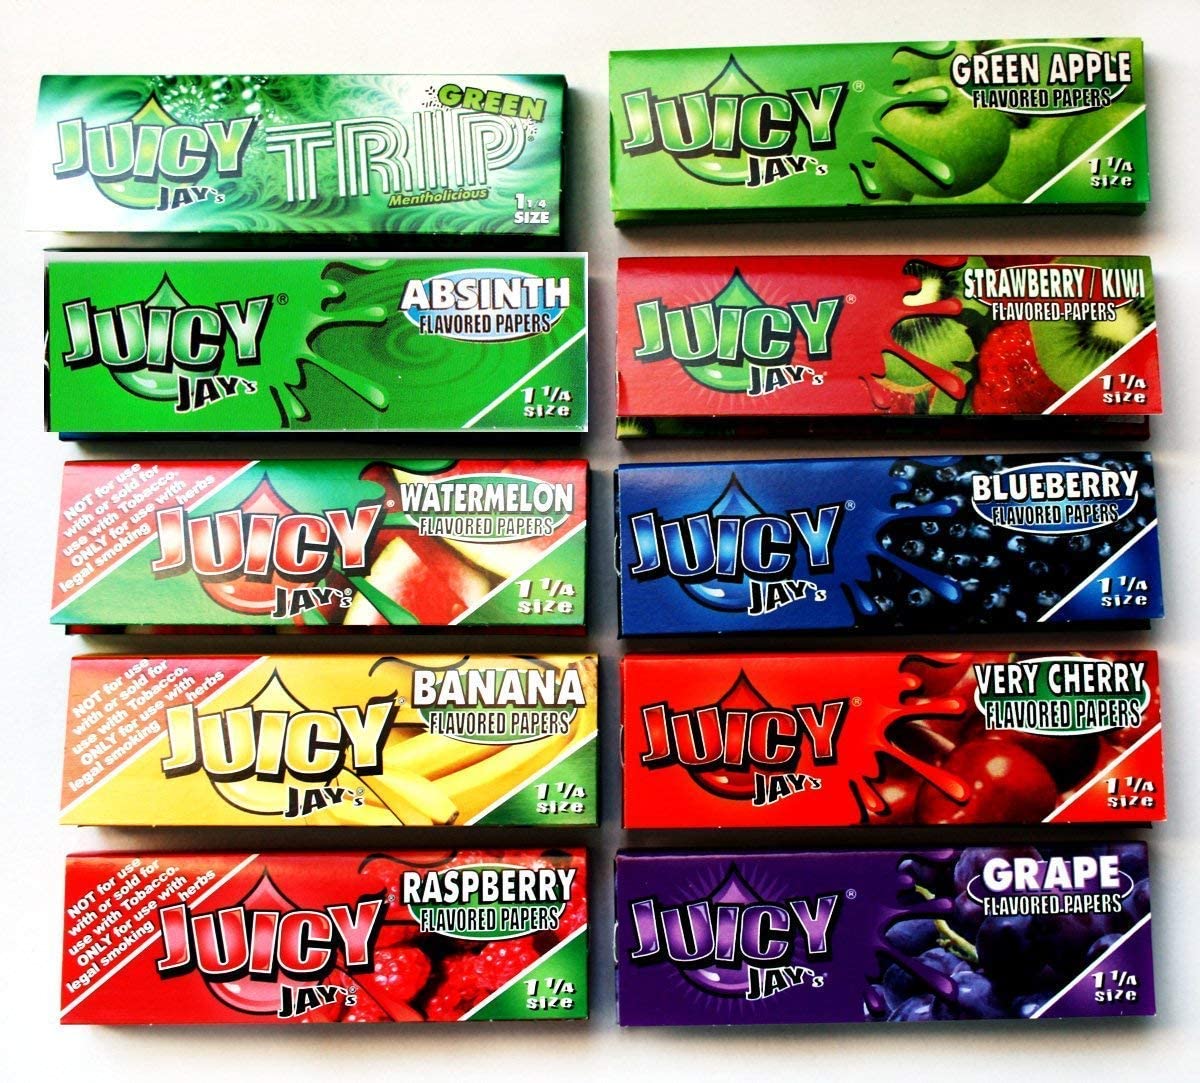 JUICY
JAY's
GREEN
TRIP®
Mentholicious
1 1/4
SIZE
JUICY®
JAY's
GREEN APPLE
FLAVORED PAPERS
1 1/4
size
JUICY®
JAY's
ABSINTH
FLAVORED PAPERS
1 1/4
size
JUICY®
JAY's
STRAWBERRY/KIWI
FLAVORED PAPERS
1 1/4
size
NOT for use
with or sold for
use with Tobacco.
ONLY for use with
legal smoking herbs
JUICY®
JAY's®
WATERMELON
FLAVORED PAPERS
1 1/4
size
JUICY®
JAY's
BLUEBERRY
FLAVORED PAPERS
1 1/4
size
NOT for use
with or sold for
use with Tobacco.
ONLY for use with
legal smoking herbs
JUICY®
JAY's®
BANANA
FLAVORED PAPERS
1 1/4
size
JUICY®
JAY's
VERY CHERRY
FLAVORED PAPERS
1 1/4
size
NOT for use
with or sold for
use with Tobacco.
ONLY for use with
legal smoking herbs
JUICY®
JAY's®
RASPBERRY
FLAVORED PAPERS
1 1/4
size
JUICY®
JAY's
GRAPE
FLAVORED PAPERS
1 1/4
size